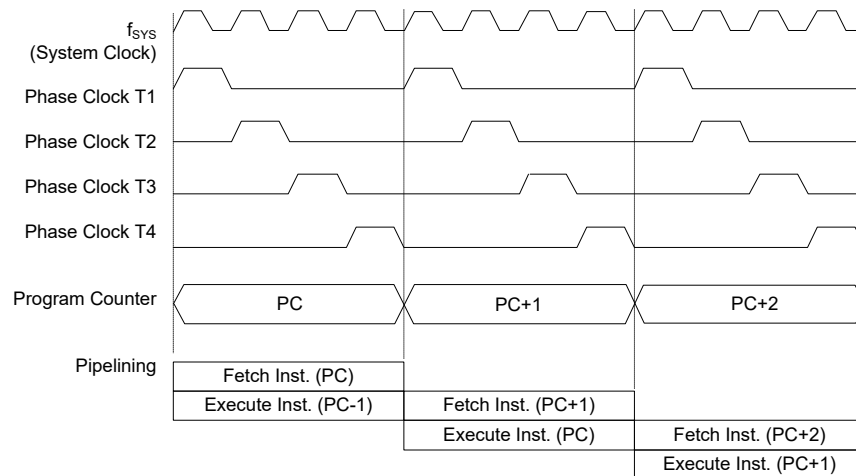 fSYS
(System Clock)
Phase Clock T1
Phase Clock T2
Phase Clock T3
Phase Clock T4
Program Counter PC PC+1 PC+2
Pipelining
Fetch Inst. (PC)
Execute Inst. (PC-1) Fetch Inst. (PC+1)
Execute Inst. (PC) Fetch Inst. (PC+2)
Execute Inst. (PC+1)